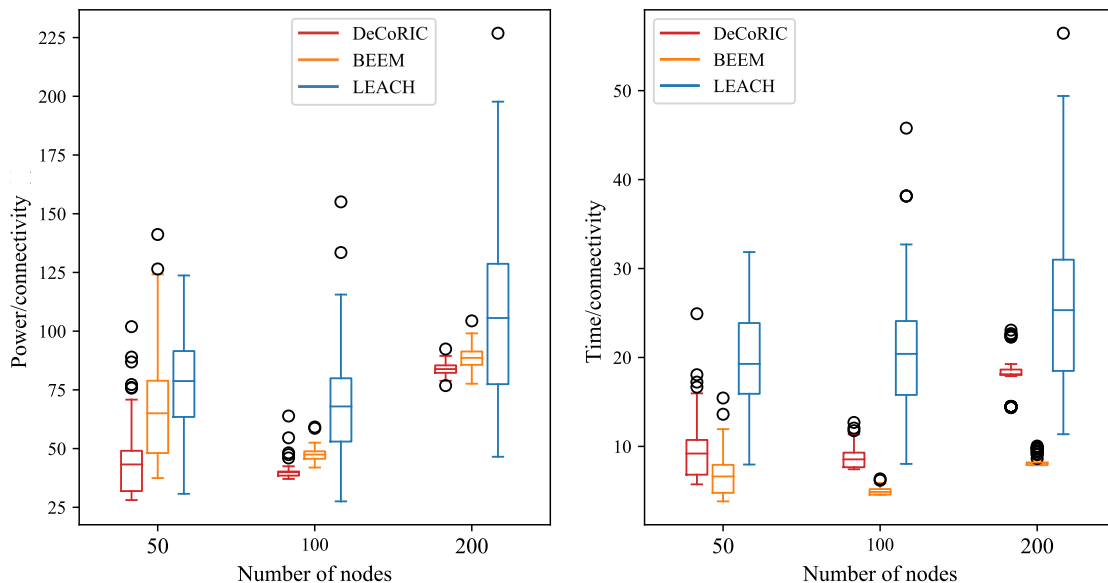 DeCoRIC
BEEM
LEACH
225
200
175
150
125
100
75
50
25
Power/connectivity
50
100
200
Number of nodes
DeCoRIC
BEEM
LEACH
50
40
30
20
10
Time/connectivity
50
100
200
Number of nodes